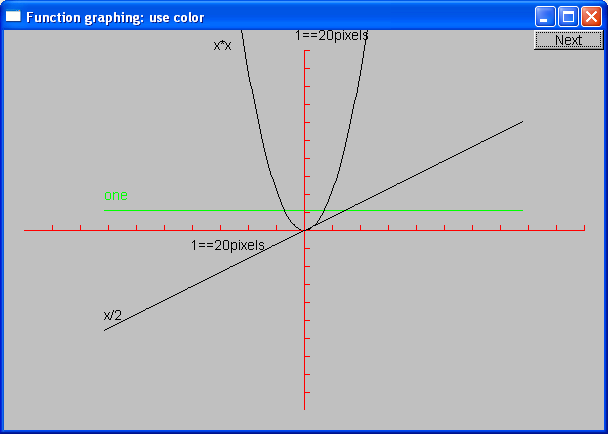 Function graphing: use color
1==20pixels
Next
x*x
one
1==20pixels
x/2